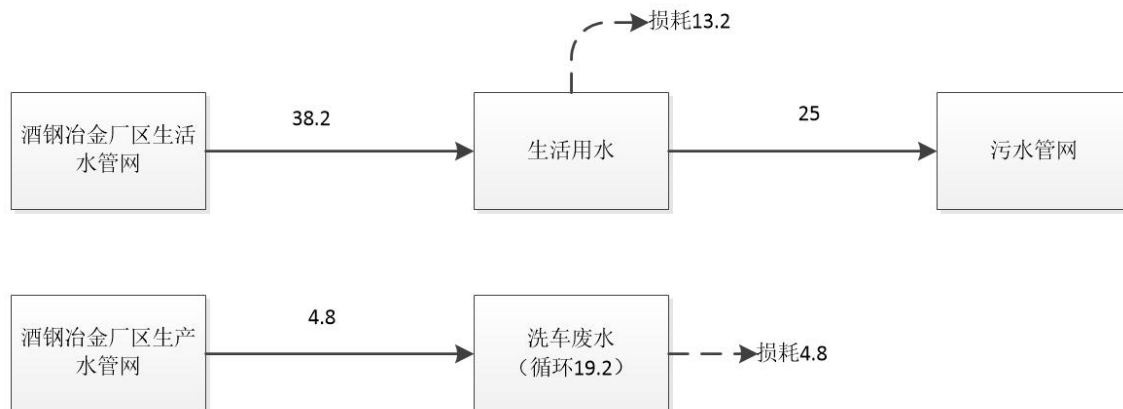 损耗13.2
酒钢冶金厂区生活
水管网
38.2
生活用水
25
污水管网
酒钢冶金厂区生产
水管网
4.8
洗车废水
（循环19.2）
损耗4.8